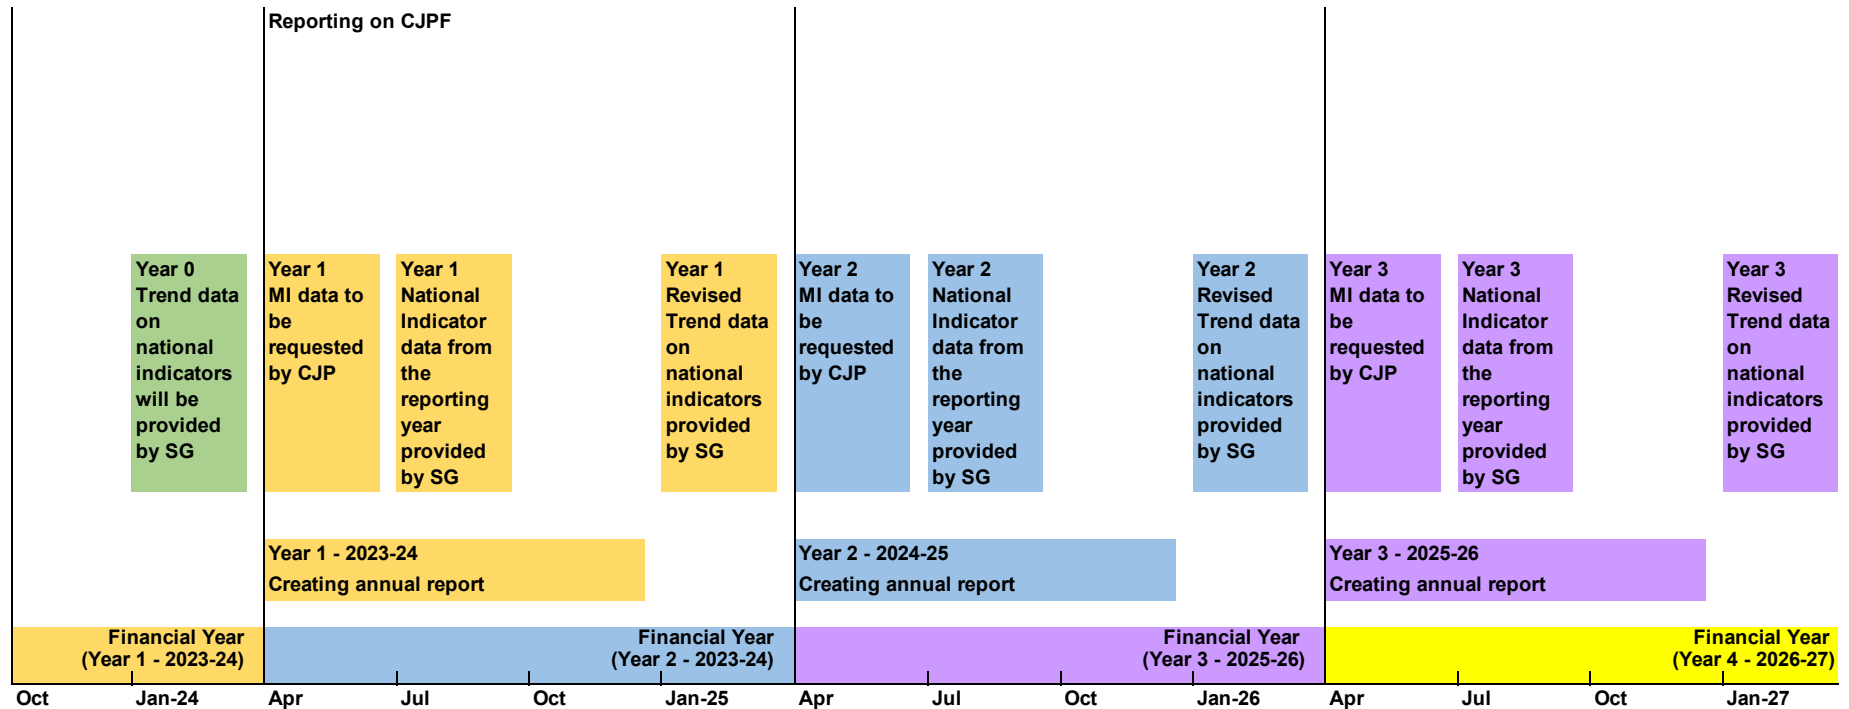 Reporting on CJPF
Year 0
Trend data
on
national
indicators
will be
provided
by SG
Year 1
MI data to
be
requested
by CJP
Year 1
National
Indicator
data from
the
reporting
year
provided
by SG
Year 1
Revised
Trend data
on
national
indicators
provided
by SG
Year 2
MI data to
be
requested
by CJP
Year 2
National
Indicator
data from
the
reporting
year
provided
by SG
Year 2
Revised
Trend data
on
national
indicators
provided
by SG
Year 3
MI data to
be
requested
by CJP
Year 3
National
Indicator
data from
the
reporting
year
provided
by SG
Year 3
Revised
Trend data
on
national
indicators
provided
by SG
Year 1 - 2023-24
Creating annual report
Year 2 - 2024-25
Creating annual report
Year 3 - 2025-26
Creating annual report
Financial Year
(Year 1 - 2023-24)
Financial Year
(Year 2 - 2023-24)
Financial Year
(Year 3 - 2025-26)
Financial Year
(Year 4 - 2026-27)
Oct Jan-24 Apr Jul Oct Jan-25 Apr Jul Oct Jan-26 Apr Jul Oct Jan-27